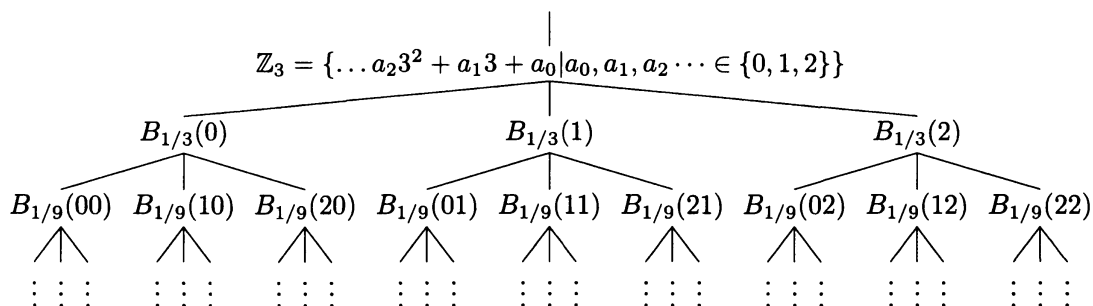 ℤ₃ = {…a₂3² + a₁3 + a₀|a₀, a₁, a₂ ⋯ ∈ {0, 1, 2}}
B₁/₃(0) B₁/₃(1) B₁/₃(2)
B₁/₉(00) B₁/₉(10) B₁/₉(20) B₁/₉(01) B₁/₉(11) B₁/₉(21) B₁/₉(02) B₁/₉(12) B₁/₉(22)